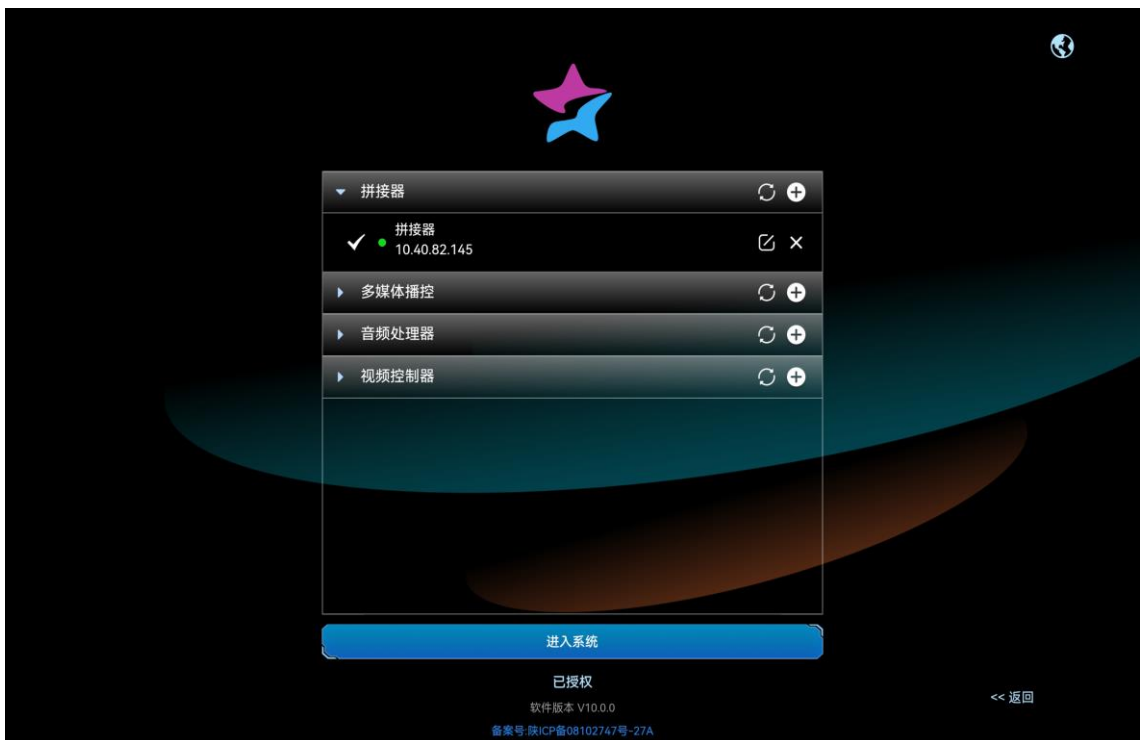 拼接器
拼接器
10.40.82.145
多媒体播控
音频处理器
视频控制器
进入系统
已授权
<< 返回
软件版本 V10.0.0
备案号:陕ICP备08102747号-27A